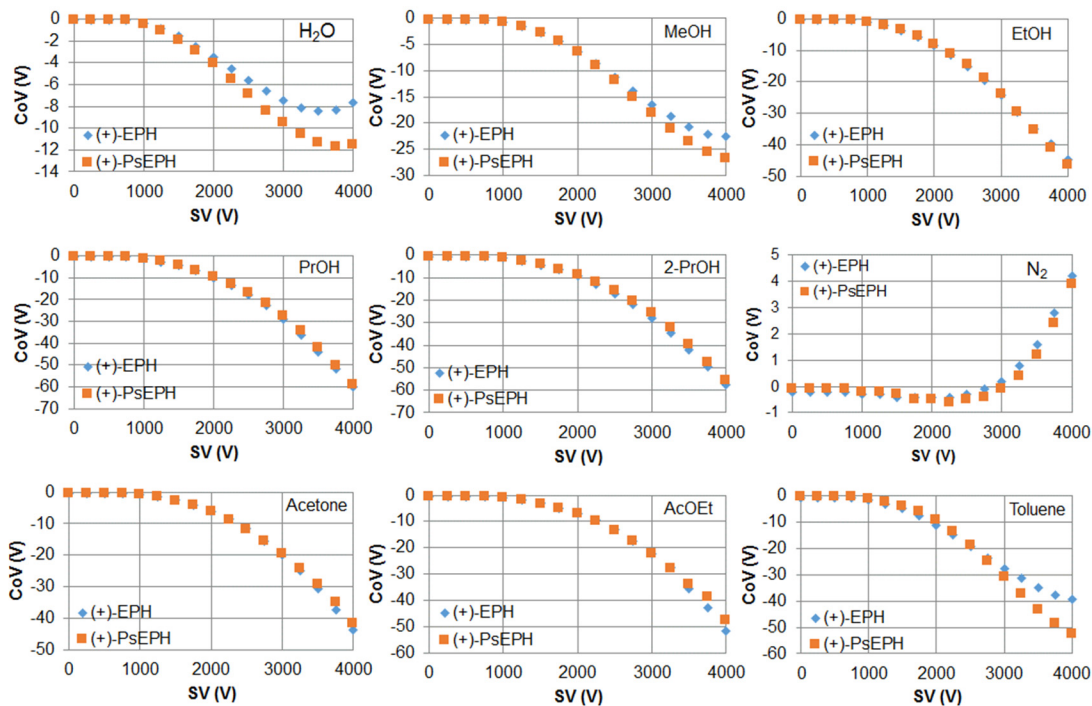 0
-2
-4
-6
-8
-10
-12
-14
CoV (V)
H₂O
(+)-EPH
(+)-PsEPH
0 1000 2000 3000 4000
SV (V)
0
-5
-10
-15
-20
-25
-30
CoV (V)
MeOH
(+)-EPH
(+)-PsEPH
0 1000 2000 3000 4000
SV (V)
0
-10
-20
-30
-40
-50
CoV (V)
EtOH
(+)-EPH
(+)-PsEPH
0 1000 2000 3000 4000
SV (V)
0
-10
-20
-30
-40
-50
-60
-70
CoV (V)
PrOH
(+)-EPH
(+)-PsEPH
0 1000 2000 3000 4000
SV (V)
0
-10
-20
-30
-40
-50
-60
-70
CoV (V)
2-PrOH
(+)-EPH
(+)-PsEPH
0 1000 2000 3000 4000
SV (V)
5
4
3
2
1
0
-1
CoV (V)
N₂
(+)-EPH
(+)-PsEPH
0 1000 2000 3000 4000
SV (V)
0
-10
-20
-30
-40
-50
CoV (V)
Acetone
(+)-EPH
(+)-PsEPH
0 1000 2000 3000 4000
SV (V)
0
-10
-20
-30
-40
-50
-60
CoV (V)
AcOEt
(+)-EPH
(+)-PsEPH
0 1000 2000 3000 4000
SV (V)
0
-10
-20
-30
-40
-50
-60
CoV (V)
Toluene
(+)-EPH
(+)-PsEPH
0 1000 2000 3000 4000
SV (V)